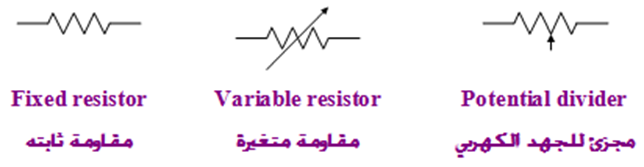 Fixed resistor
مقاومة ثابته
Variable resistor
مقاومة متغيرة
Potential divider
مجزئ للجهد الكهربي